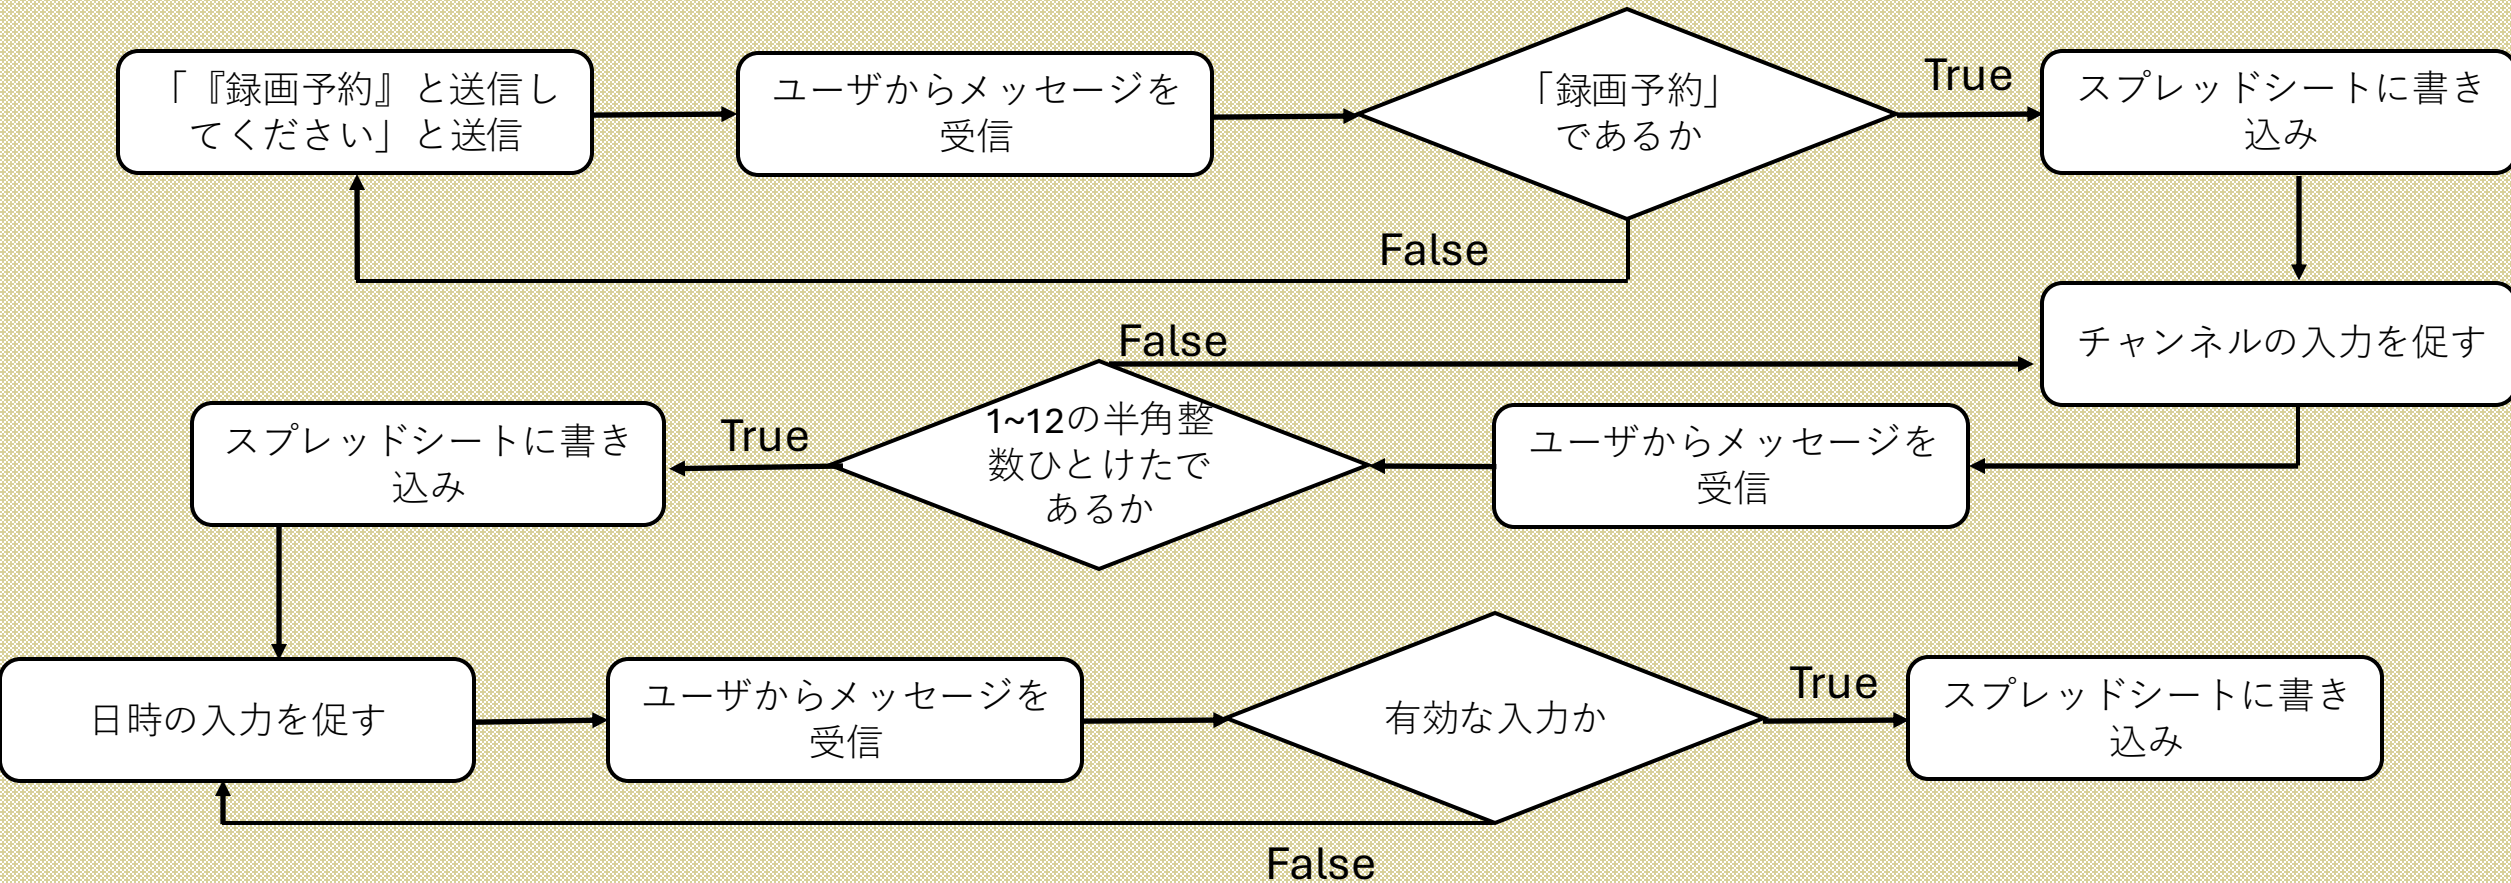 「『録画予約』と送信し
てください」と送信
ユーザからメッセージを
受信
「録画予約」
であるか
True
スプレッドシートに書き
込み
False
チャンネルの入力を促す
False
ユーザからメッセージを
受信
1~12の半角整
数ひとけたで
あるか
True
スプレッドシートに書き
込み
日時の入力を促す
ユーザからメッセージを
受信
有効な入力か
True
スプレッドシートに書き
込み
False